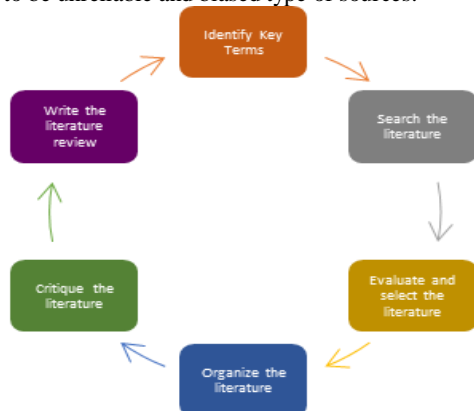 to be unreliable and biased type of sources.
Identify Key
Terms
Search the
literature
Evaluate and
select the
literature
Organize the
literature
Critique the
literature
Write the
literature
review